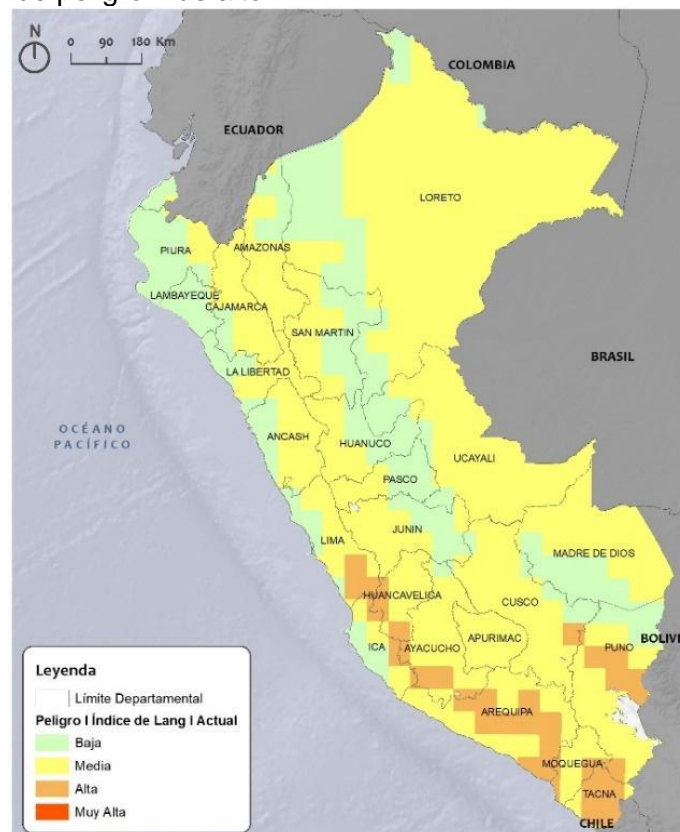 N
0 90 180 Km
COLOMBIA
ECUADOR
LORETO
PIURA
AMAZONAS
LAMBAYEQUE
CAJAMARCA
SAN MARTIN
BRASIL
LA LIBERTAD
OCÉANO
PACÍFICO
ANCASH
HUANUCO
UCAYALI
PASCO
JUNIN
LIMA
MADRE DE DIOS
HUANCAVELICA
CUSCO
ICA
AYACUCHO
APURIMAC
PUNO
AREQUIPA
MOQUEGUA
TACNA
CHILE
Leyenda
Límite Departamental
Peligro I Índice de Lang I Actual
Baja
Media
Alta
Muy Alta